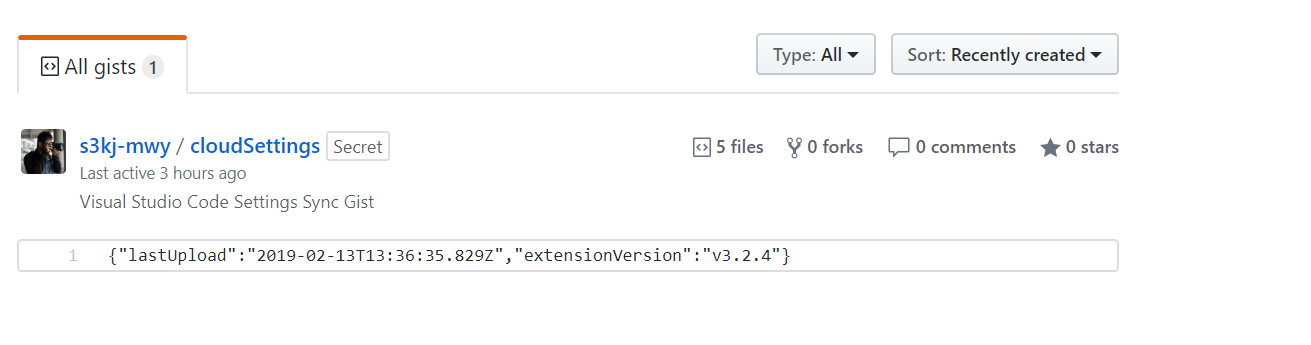 All gists 1
Type: All
Sort: Recently created
s3kj-mwy / cloudSettings Secret
5 files 0 forks 0 comments 0 stars
Last active 3 hours ago
Visual Studio Code Settings Sync Gist
1 {"lastUpload":"2019-02-13T13:36:35.829Z","extensionVersion":"v3.2.4"}